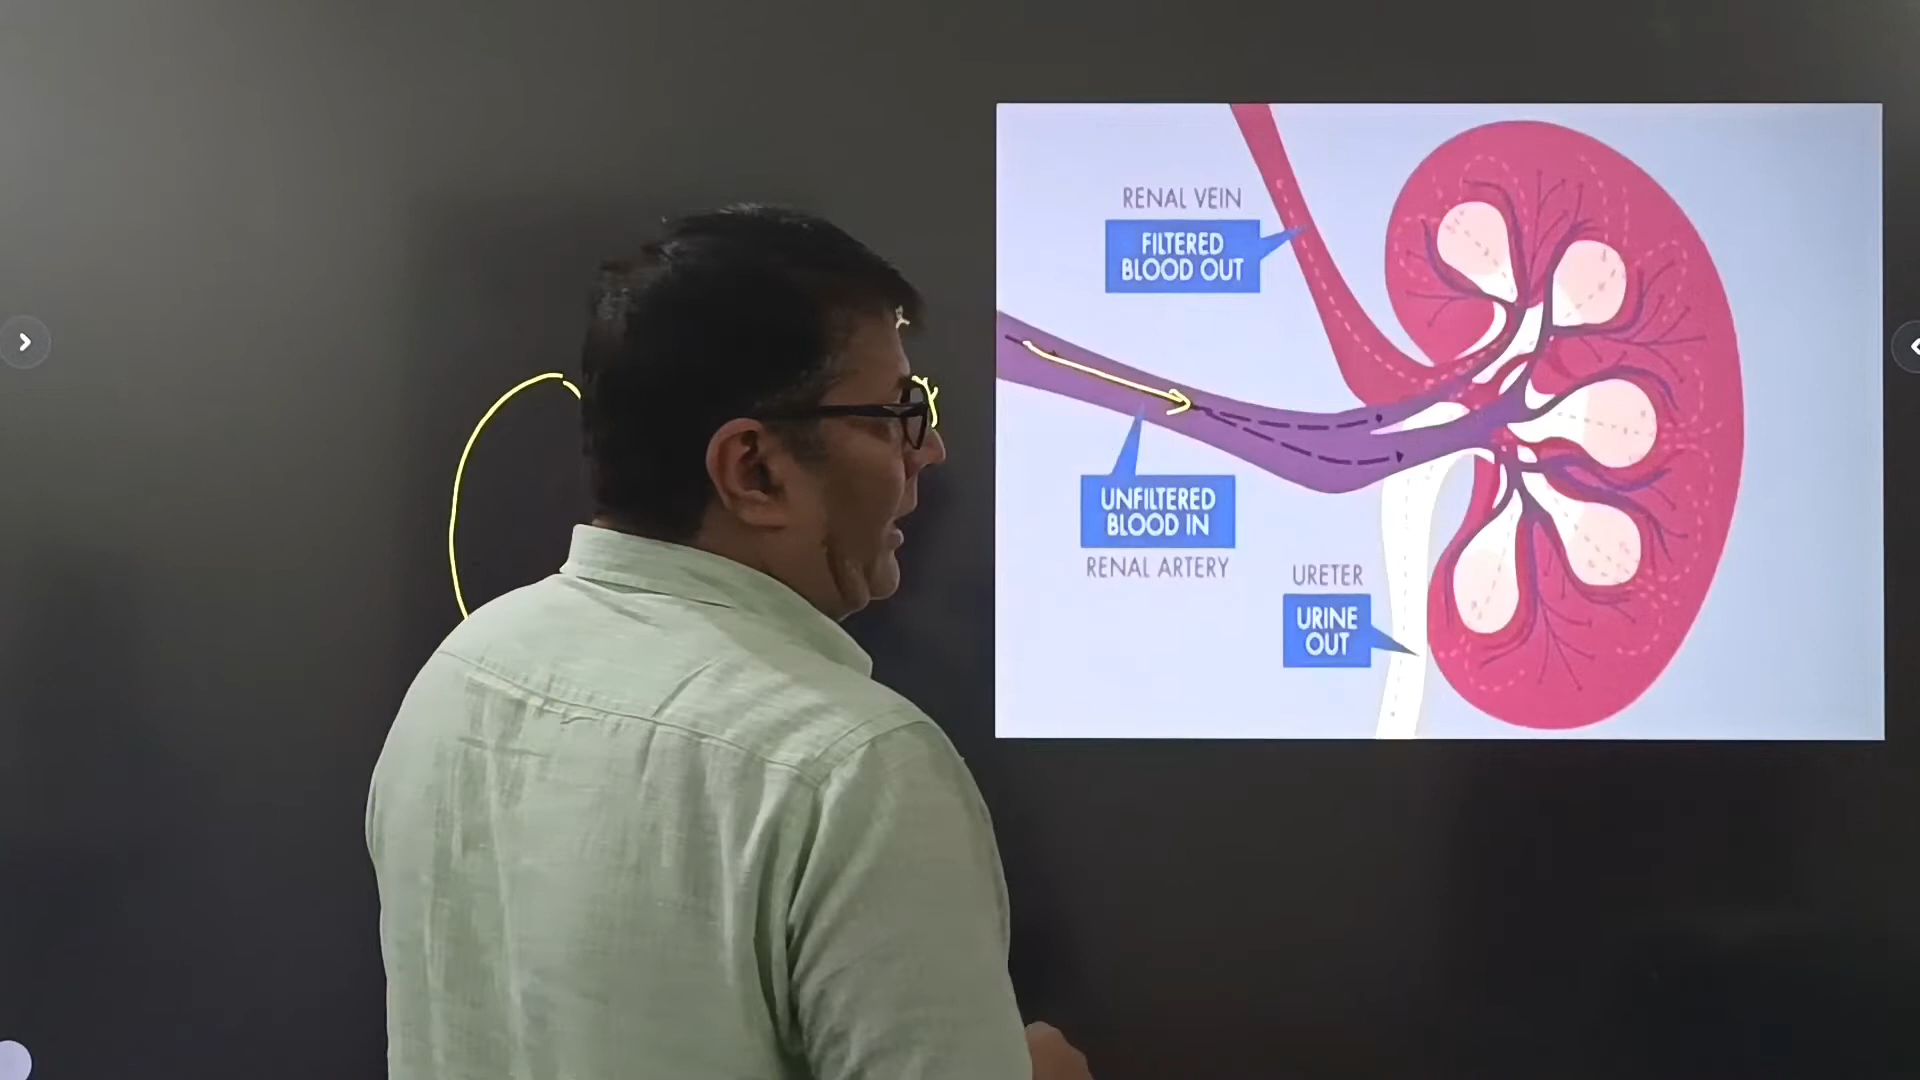 RENAL VEIN
FILTERED
BLOOD OUT
UNFILTERED
BLOOD IN
RENAL ARTERY
URETER
URINE
OUT